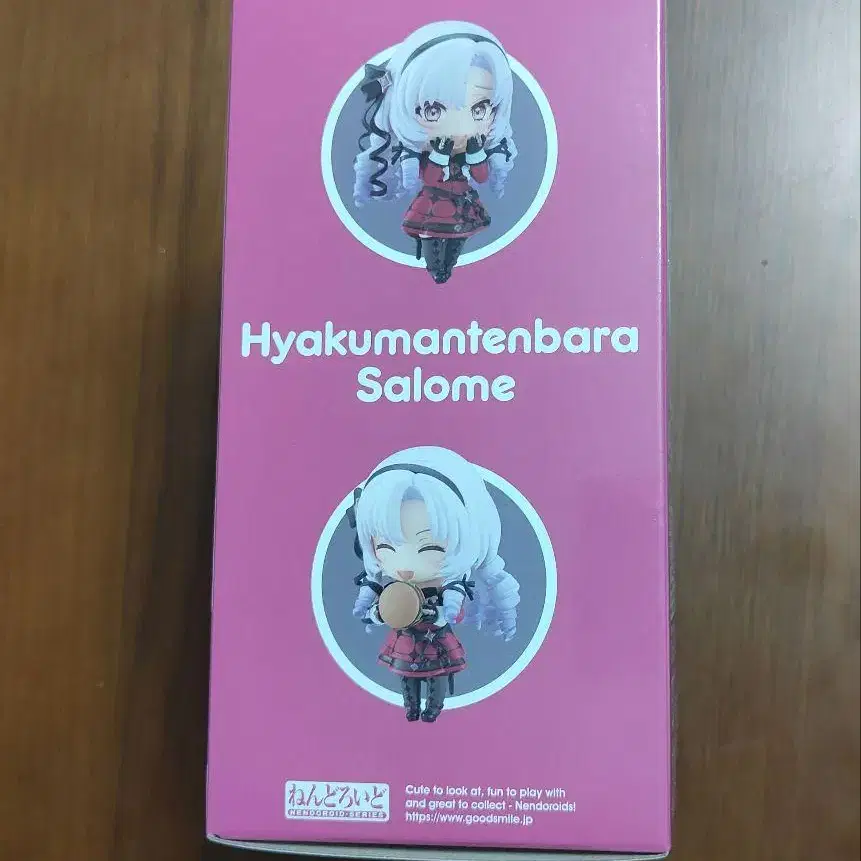 Hyakumantenbara
Salome
ねんどろいど
NENDOROID·SERIES
Cute to look at, fun to play with
and great to collect - Nendoroids!
https://www.goodsmile.jp